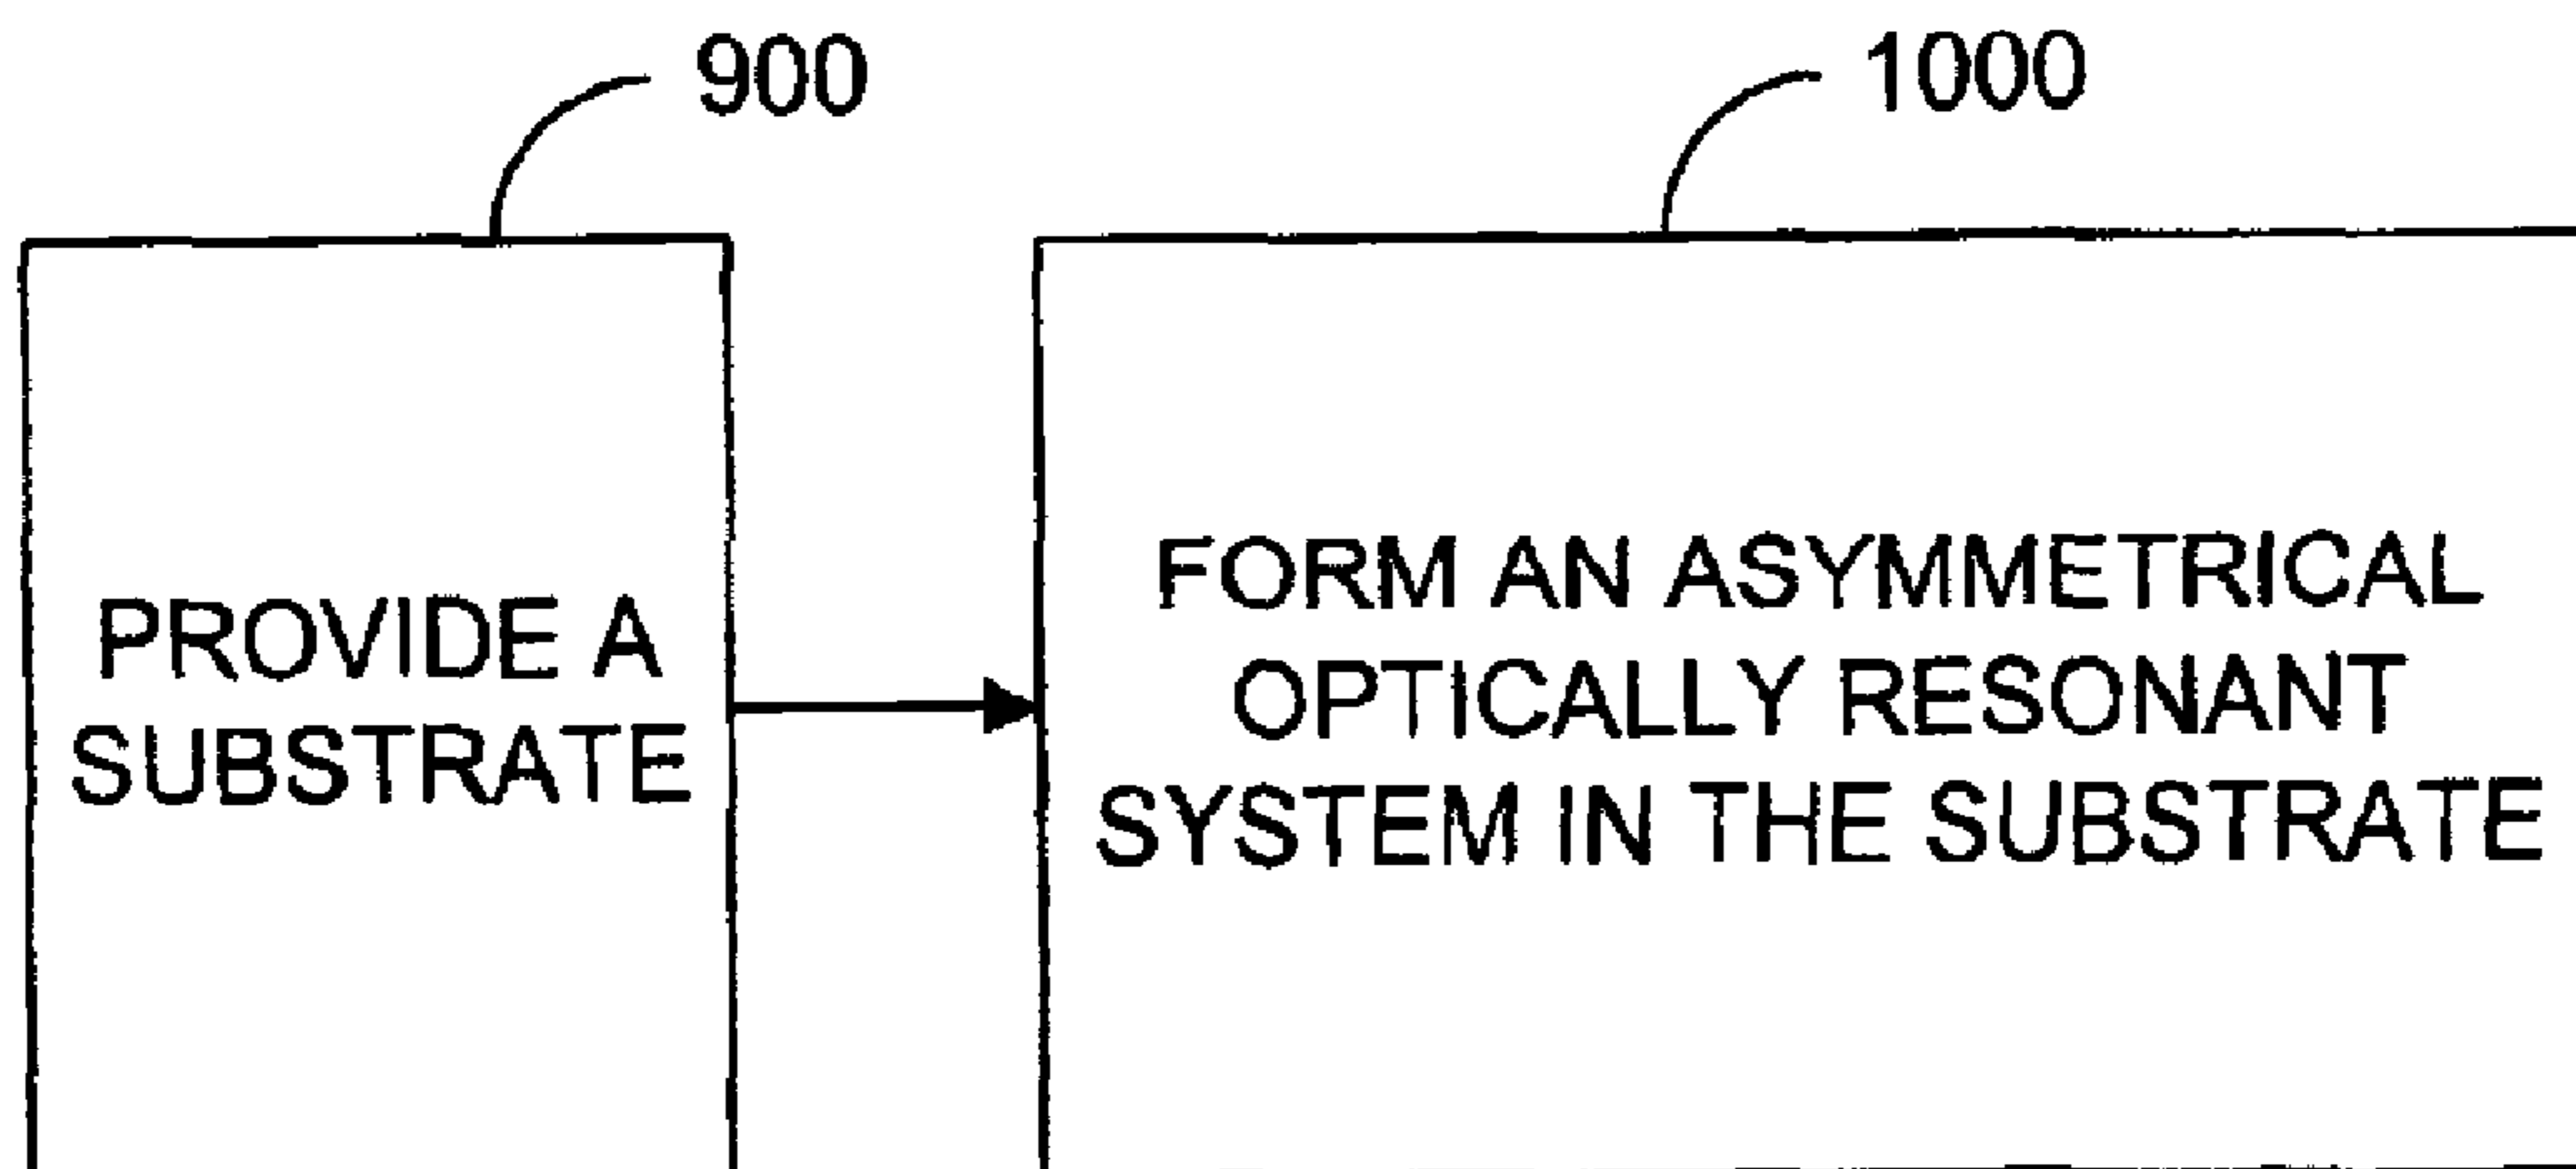 900
1000
PROVIDE A
SUBSTRATE
FORM AN ASYMMETRICAL
OPTICALLY RESONANT
SYSTEM IN THE SUBSTRATE